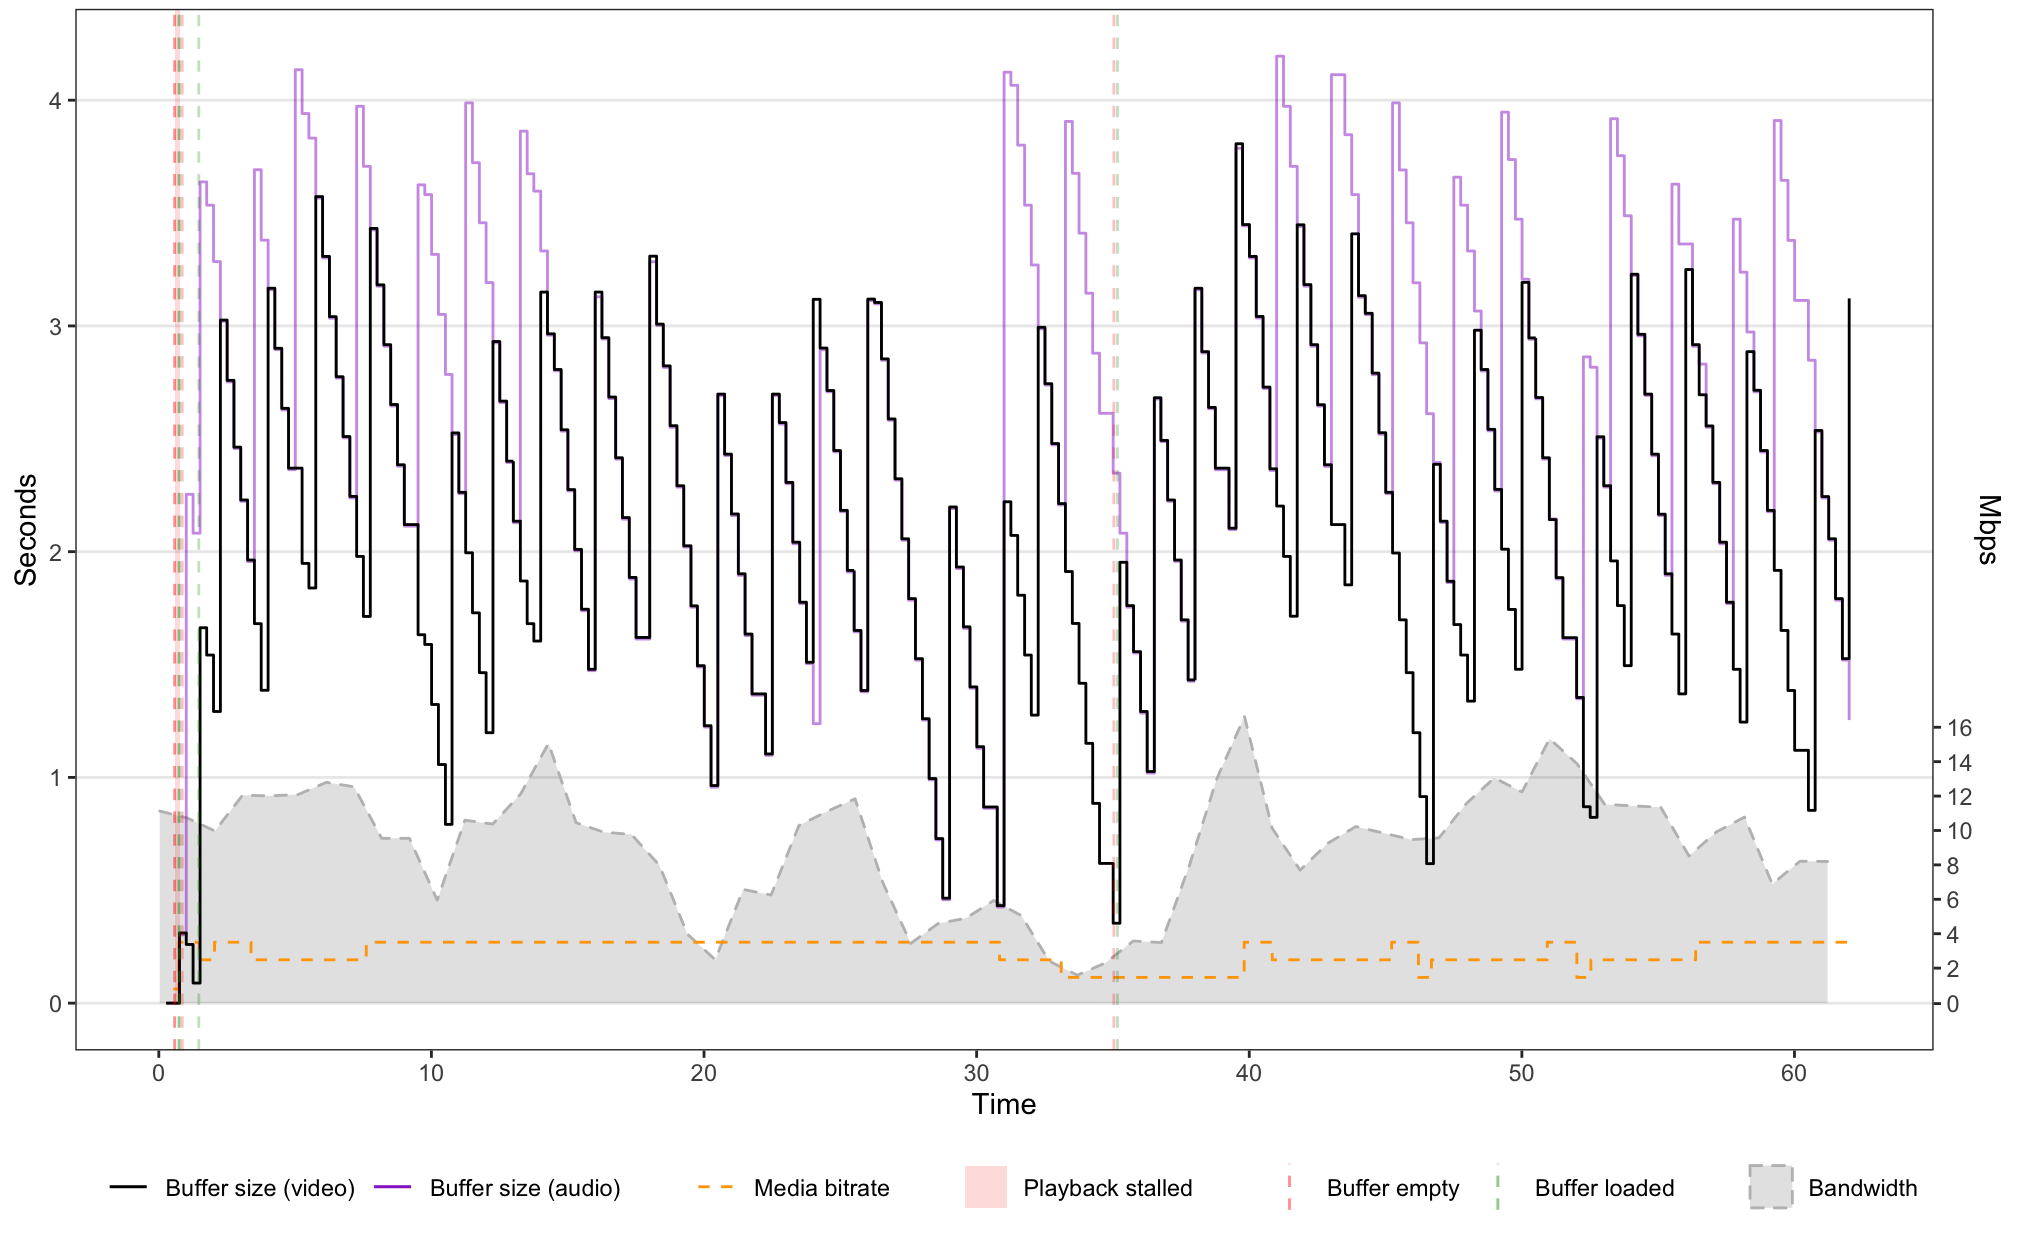 4
3
2
1
0
Seconds
16
14
12
10
8
6
4
2
0
Mbps
0 10 20 30 40 50 60
Time
Buffer size (video) Buffer size (audio) Media bitrate Playback stalled Buffer empty Buffer loaded Bandwidth